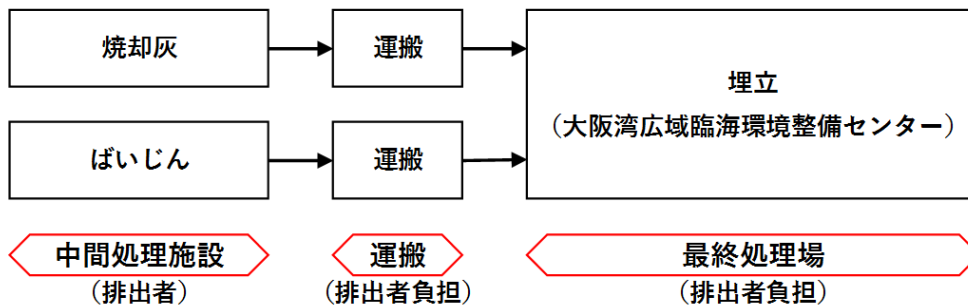 焼却灰
運搬
埋立
（大阪湾広域臨海環境整備センター）
ばいじん
運搬
中間処理施設
（排出者）
運搬
（排出者負担）
最終処理場
（排出者負担）